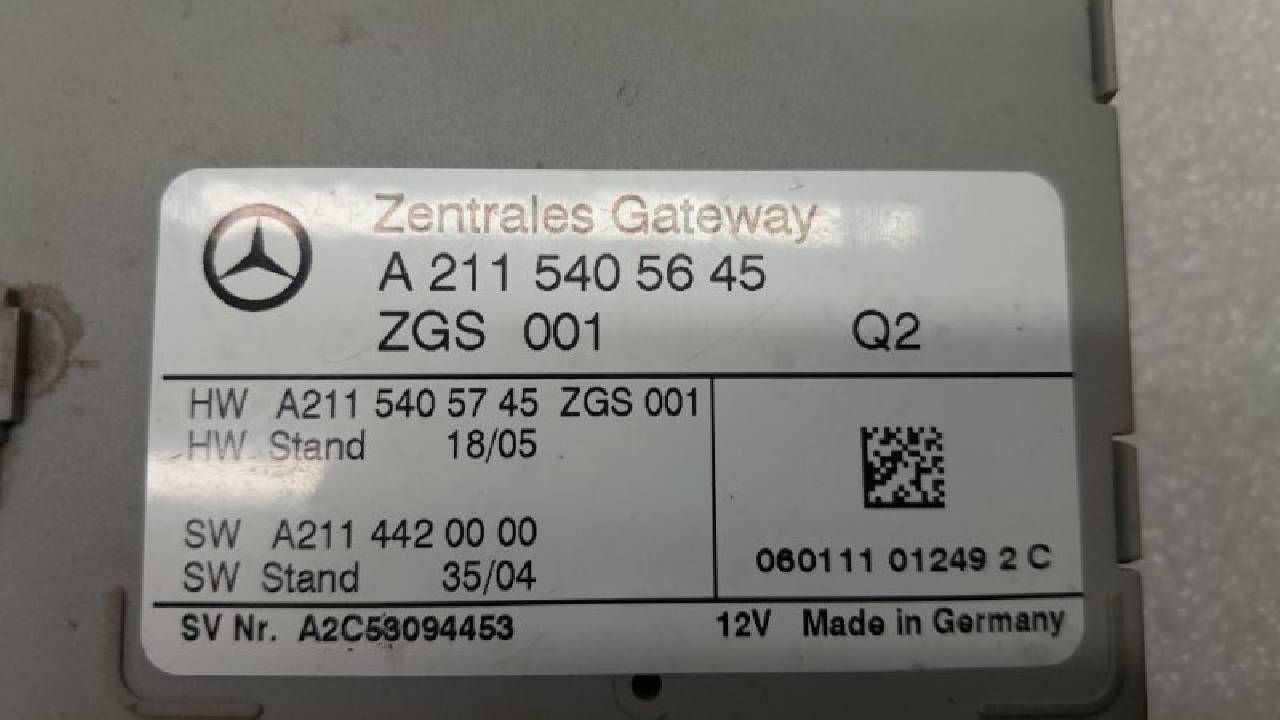 Zentrales Gateway
A 211 540 56 45
ZGS 001 Q2
HW A211 540 57 45 ZGS 001
HW Stand 18/05
SW A211 442 00 00
SW Stand 35/04
060111 01249 2 C
SV Nr. A2C53094453 12V Made in Germany